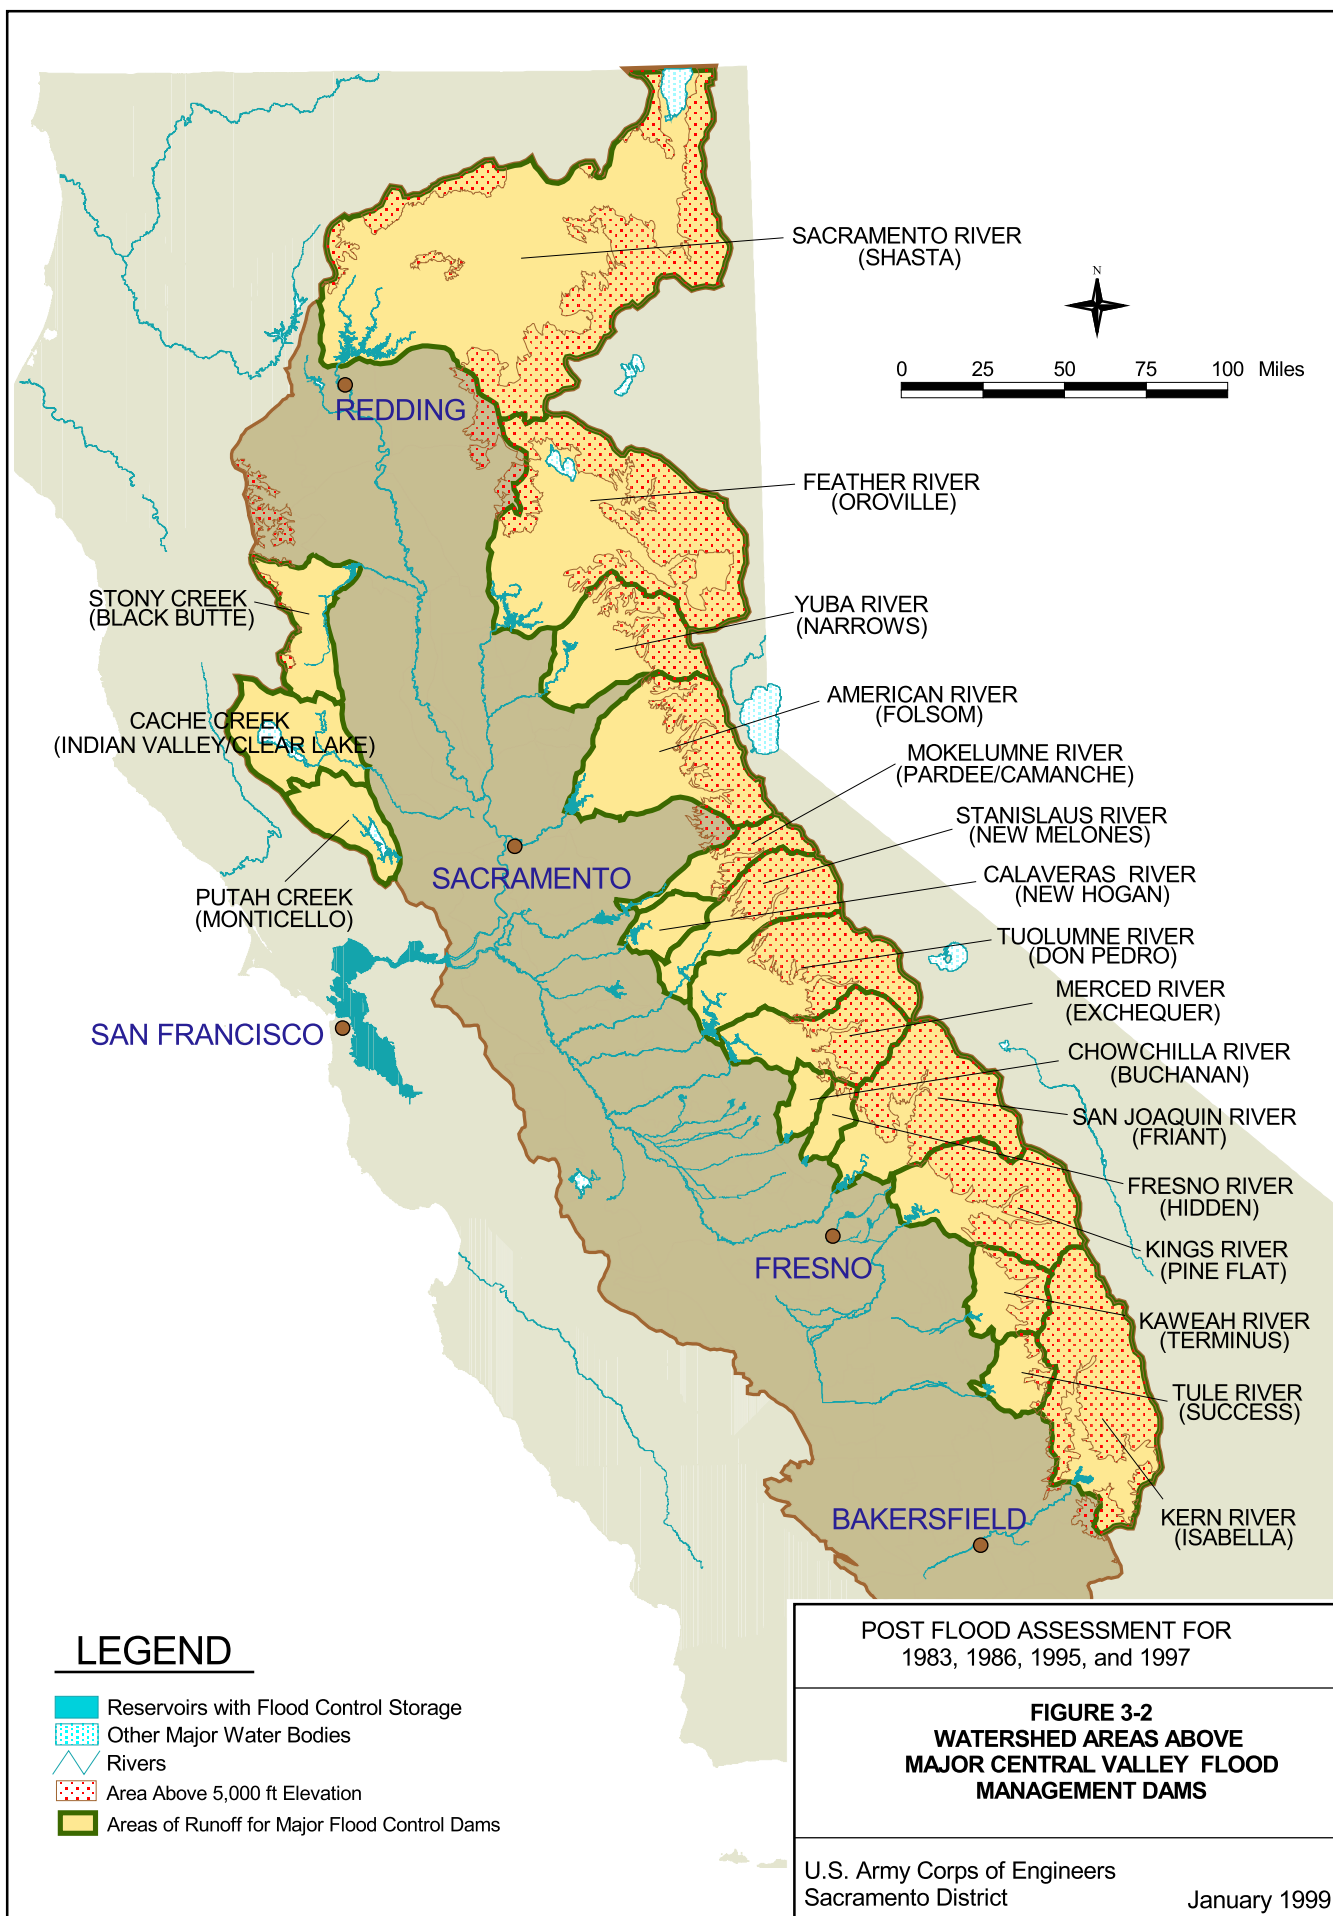 SACRAMENTO RIVER
(SHASTA)
N
0 25 50 75 100 Miles
REDDING
FEATHER RIVER
(OROVILLE)
STONY CREEK
(BLACK BUTTE)
YUBA RIVER
(NARROWS)
AMERICAN RIVER
(FOLSOM)
CACHE CREEK
(INDIAN VALLEY/CLEAR LAKE)
MOKELUMNE RIVER
(PARDEE/CAMANCHE)
STANISLAUS RIVER
(NEW MELONES)
SACRAMENTO
CALAVERAS RIVER
(NEW HOGAN)
PUTAH CREEK
(MONTICELLO)
TUOLUMNE RIVER
(DON PEDRO)
MERCED RIVER
(EXCHEQUER)
SAN FRANCISCO
CHOWCHILLA RIVER
(BUCHANAN)
SAN JOAQUIN RIVER
(FRIANT)
FRESNO RIVER
(HIDDEN)
KINGS RIVER
(PINE FLAT)
FRESNO
KAWEAH RIVER
(TERMINUS)
TULE RIVER
(SUCCESS)
BAKERSFIELD
KERN RIVER
(ISABELLA)
LEGEND
Reservoirs with Flood Control Storage
Other Major Water Bodies
Rivers
Area Above 5,000 ft Elevation
Areas of Runoff for Major Flood Control Dams
POST FLOOD ASSESSMENT FOR
1983, 1986, 1995, and 1997
FIGURE 3-2
WATERSHED AREAS ABOVE
MAJOR CENTRAL VALLEY FLOOD
MANAGEMENT DAMS
U.S. Army Corps of Engineers
Sacramento District
January 1999